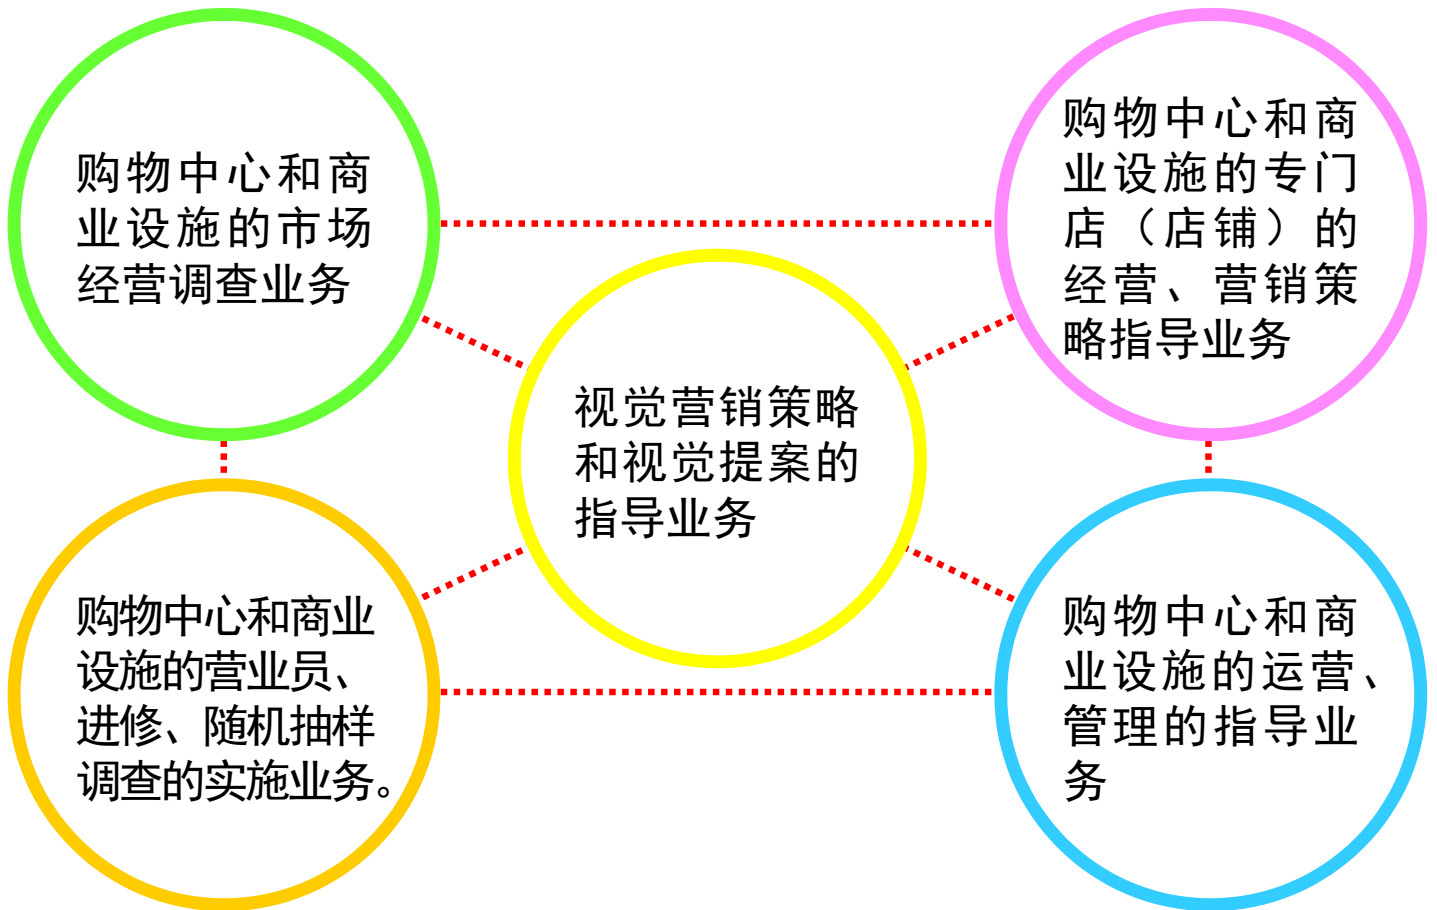 购物中心和商
业设施的市场
经营调查业务
购物中心和商
业设施的专门
店（店铺）的
经营、营销策
略指导业务
视觉营销策略
和视觉提案的
指导业务
购物中心和商业
设施的营业员、
进修、随机抽样
调查的实施业务。
购物中心和商
业设施的运营、
管理的指导业
务